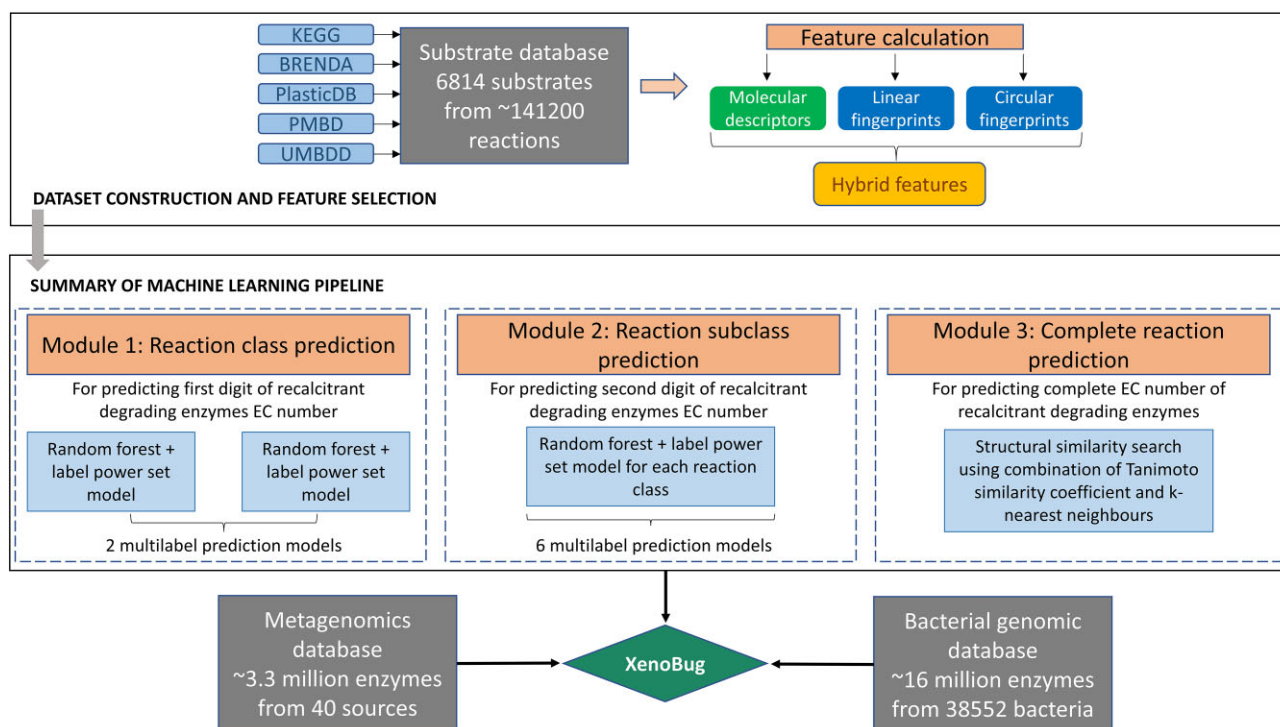 KEGG
BRENDA
PlasticDB
PMBD
UMBDD
Substrate database
6814 substrates
from ~141200
reactions
Feature calculation
Molecular
descriptors
Linear
fingerprints
Circular
fingerprints
Hybrid features
DATASET CONSTRUCTION AND FEATURE SELECTION
SUMMARY OF MACHINE LEARNING PIPELINE
Module 1: Reaction class prediction
For predicting first digit of recalcitrant
degrading enzymes EC number
Random forest +
label power set
model
Random forest +
label power set
model
2 multilabel prediction models
Module 2: Reaction subclass
prediction
For predicting second digit of recalcitrant
degrading enzymes EC number
Random forest + label power
set model for each reaction
class
6 multilabel prediction models
Module 3: Complete reaction
prediction
For predicting complete EC number of
recalcitrant degrading enzymes
Structural similarity search
using combination of Tanimoto
similarity coefficient and k-
nearest neighbours
Metagenomics
database
~3.3 million enzymes
from 40 sources
XenoBug
Bacterial genomic
database
~16 million enzymes
from 38552 bacteria